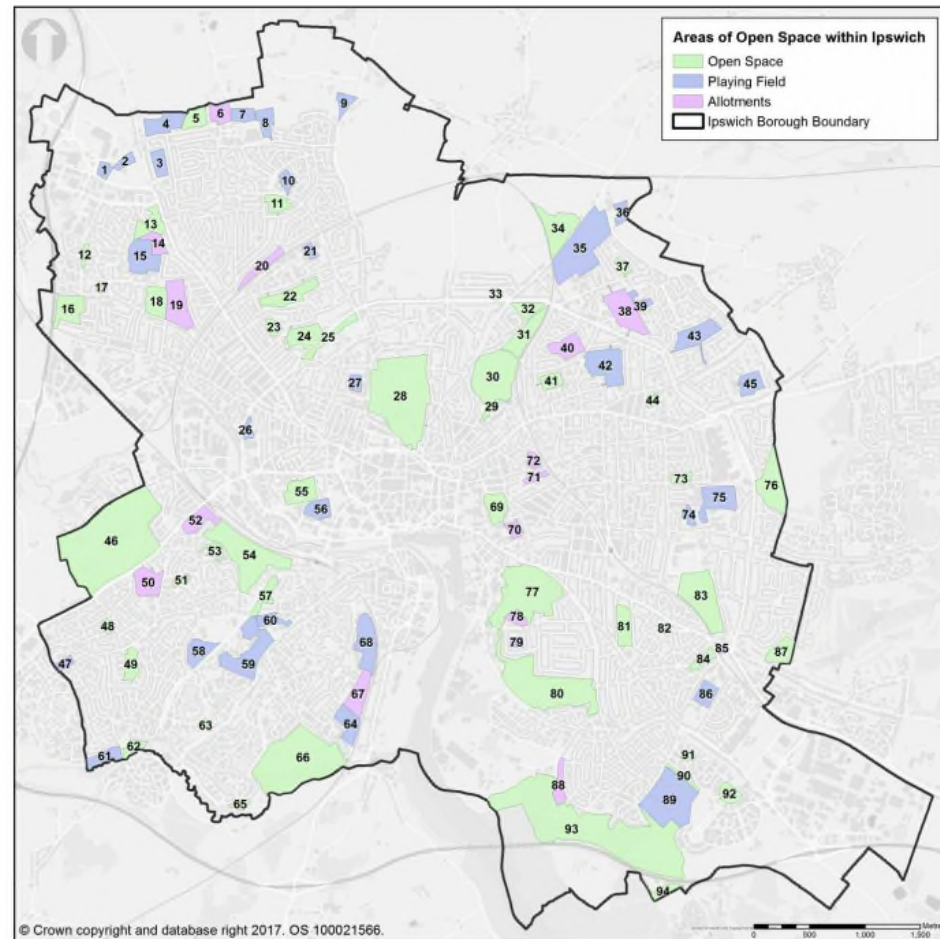 Areas of Open Space within Ipswich
Open Space
Playing Field
Allotments
Ipswich Borough Boundary
9
4 5 6 7 8
1 2 3
10
11
36
13 34
14 35
12 15 21
20 37
17
16 18 19 22 33 39
38
23 32
24 25 31 43
40
27 30 42
28 41 45
29 44
26
72
71 73
55 76
56 69 75
52 74
46 70
53 54
50 51
57 77 83
60 78 81
48 68 82
58 79
47 49 59 85 87
84
67 80 86
63 64
61 62
66 91
88 90
65 89 92
93
94
© Crown copyright and database right 2017. OS 100021566.
0 500 1,000 1,500